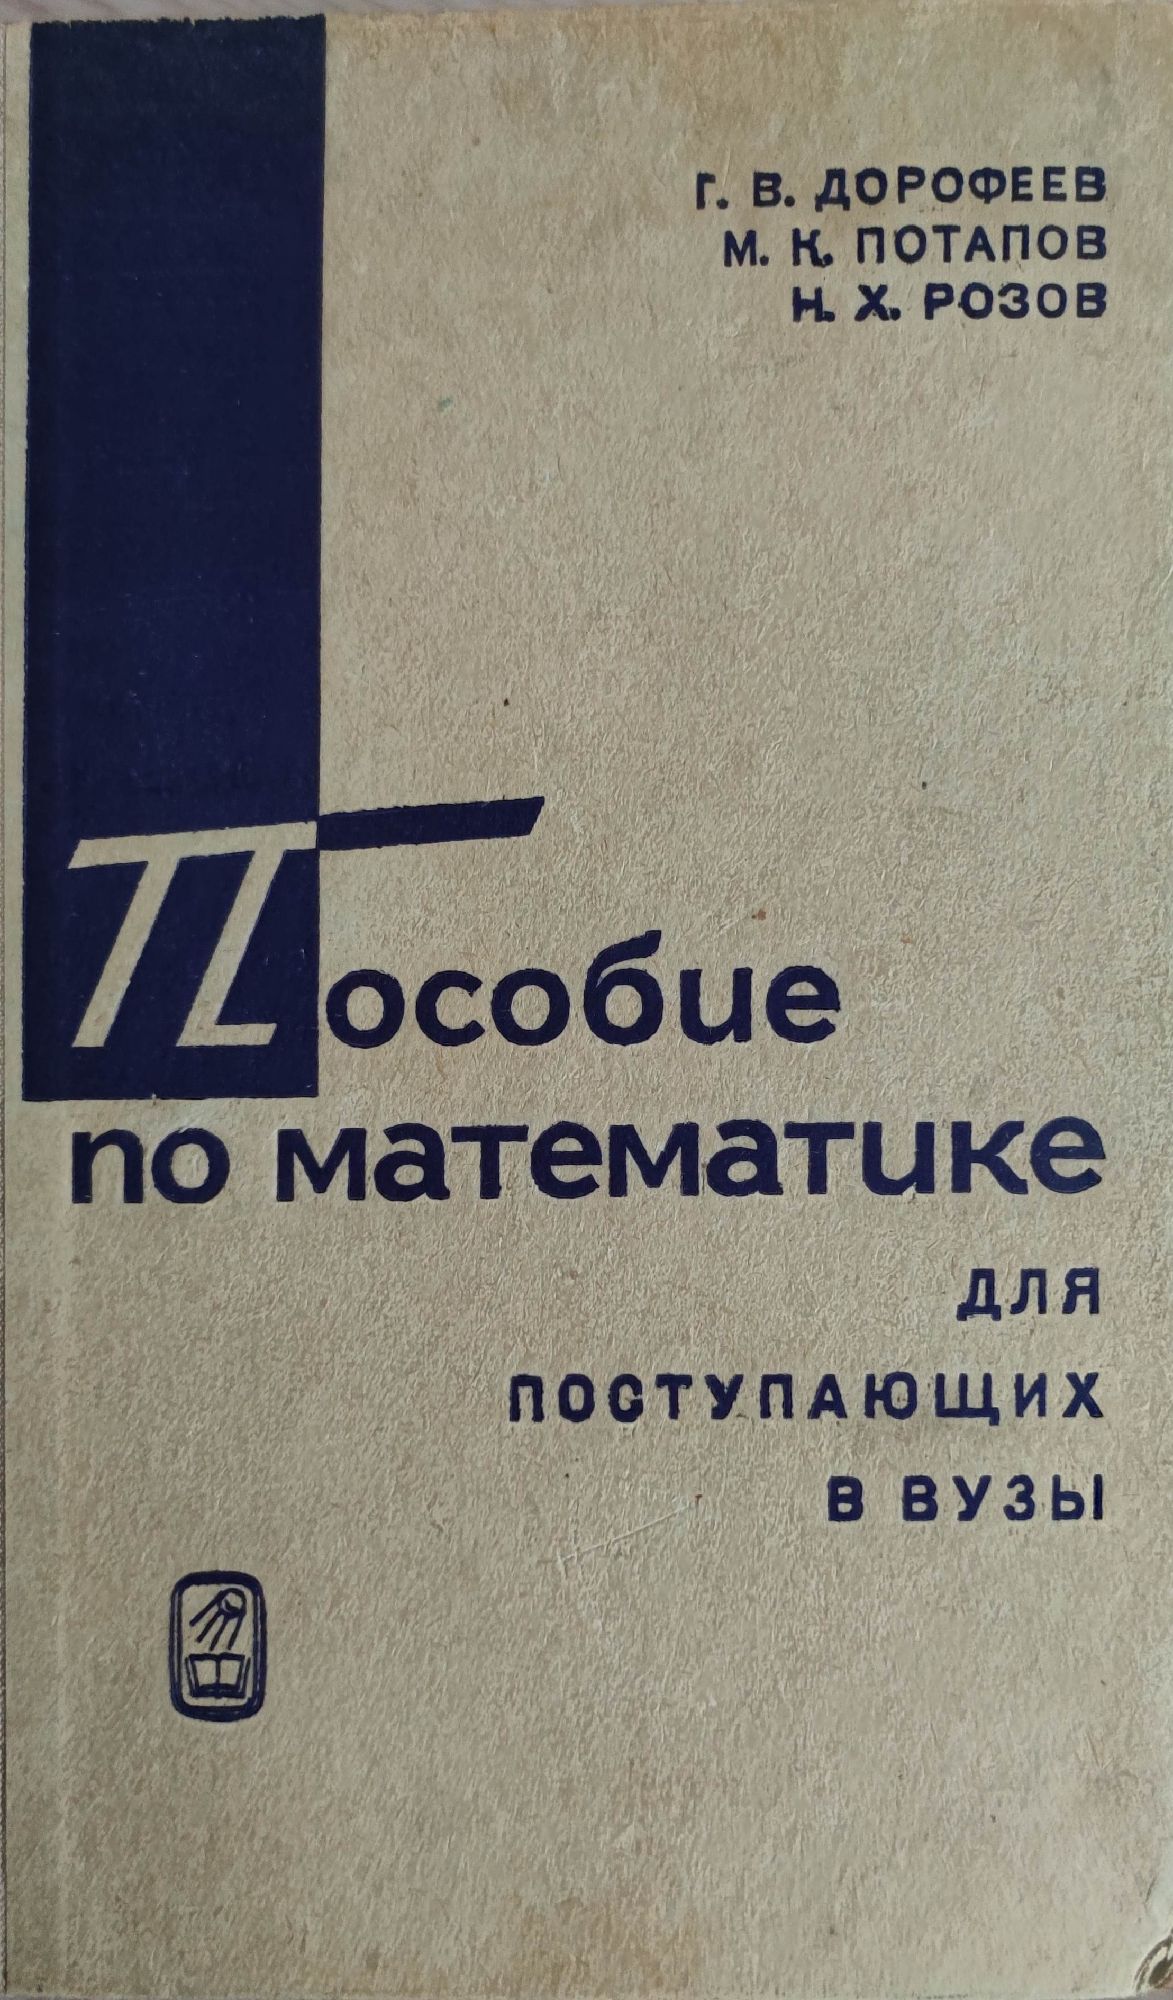 Г. В. ДОРОФЕЕВ
М. К. ПОТАПОВ
Н. Х. РОЗОВ
Пособие
по математике
ДЛЯ
ПОСТУПАЮЩИХ
В ВУЗЫ